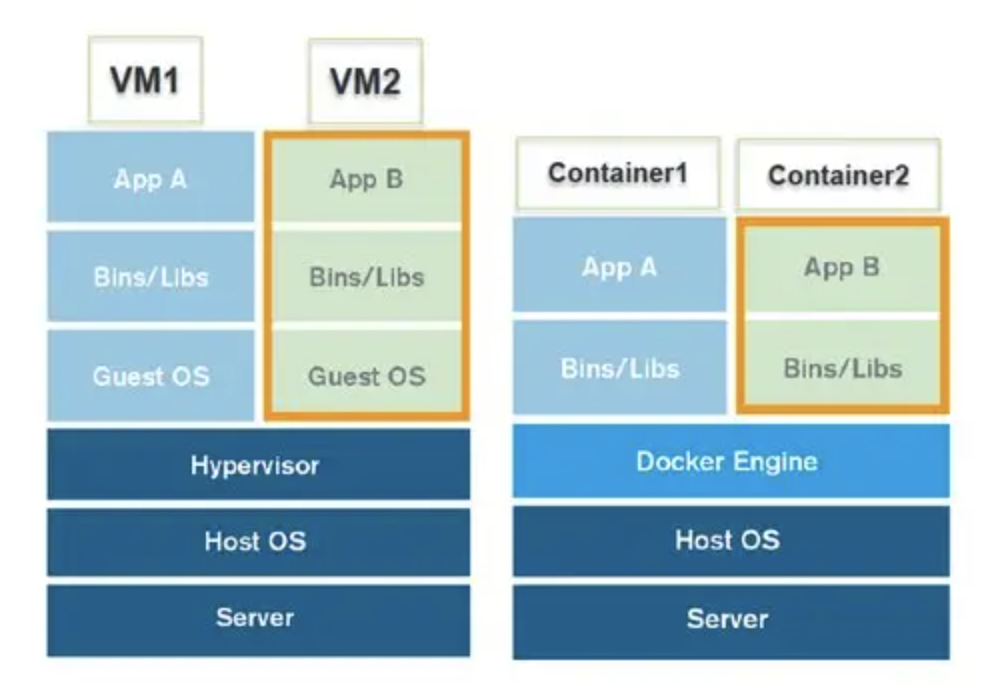 VM1
VM2
App A
App B
Bins/Libs
Bins/Libs
Guest OS
Guest OS
Hypervisor
Host OS
Server
Container1
Container2
App A
App B
Bins/Libs
Bins/Libs
Docker Engine
Host OS
Server